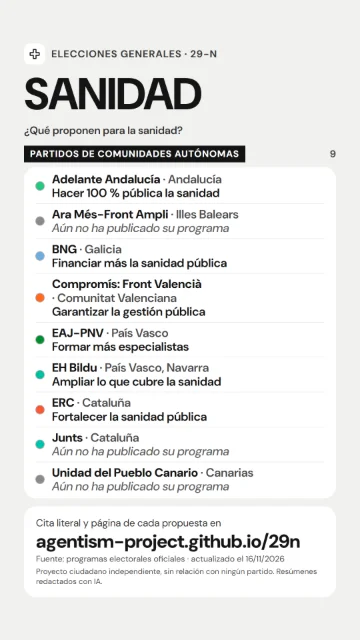 ELECCIONES GENERALES · 29-N
SANIDAD
¿Qué proponen para la sanidad?
PARTIDOS DE COMUNIDADES AUTÓNOMAS 9
Adelante Andalucía · Andalucía
Hacer 100 % pública la sanidad
Ara Més-Front Ampli · Illes Balears
Aún no ha publicado su programa
BNG · Galicia
Financiar más la sanidad pública
Compromís: Front Valencià
· Comunitat Valenciana
Garantizar la gestión pública
EAJ-PNV · País Vasco
Formar más especialistas
EH Bildu · País Vasco, Navarra
Ampliar lo que cubre la sanidad
ERC · Cataluña
Fortalecer la sanidad pública
Junts · Cataluña
Aún no ha publicado su programa
Unidad del Pueblo Canario · Canarias
Aún no ha publicado su programa
Cita literal y página de cada propuesta en
agentism-project.github.io/29n
Fuente: programas electorales oficiales · actualizado el 16/11/2026
Proyecto ciudadano independiente, sin relación con ningún partido. Resúmenes
redactados con IA.